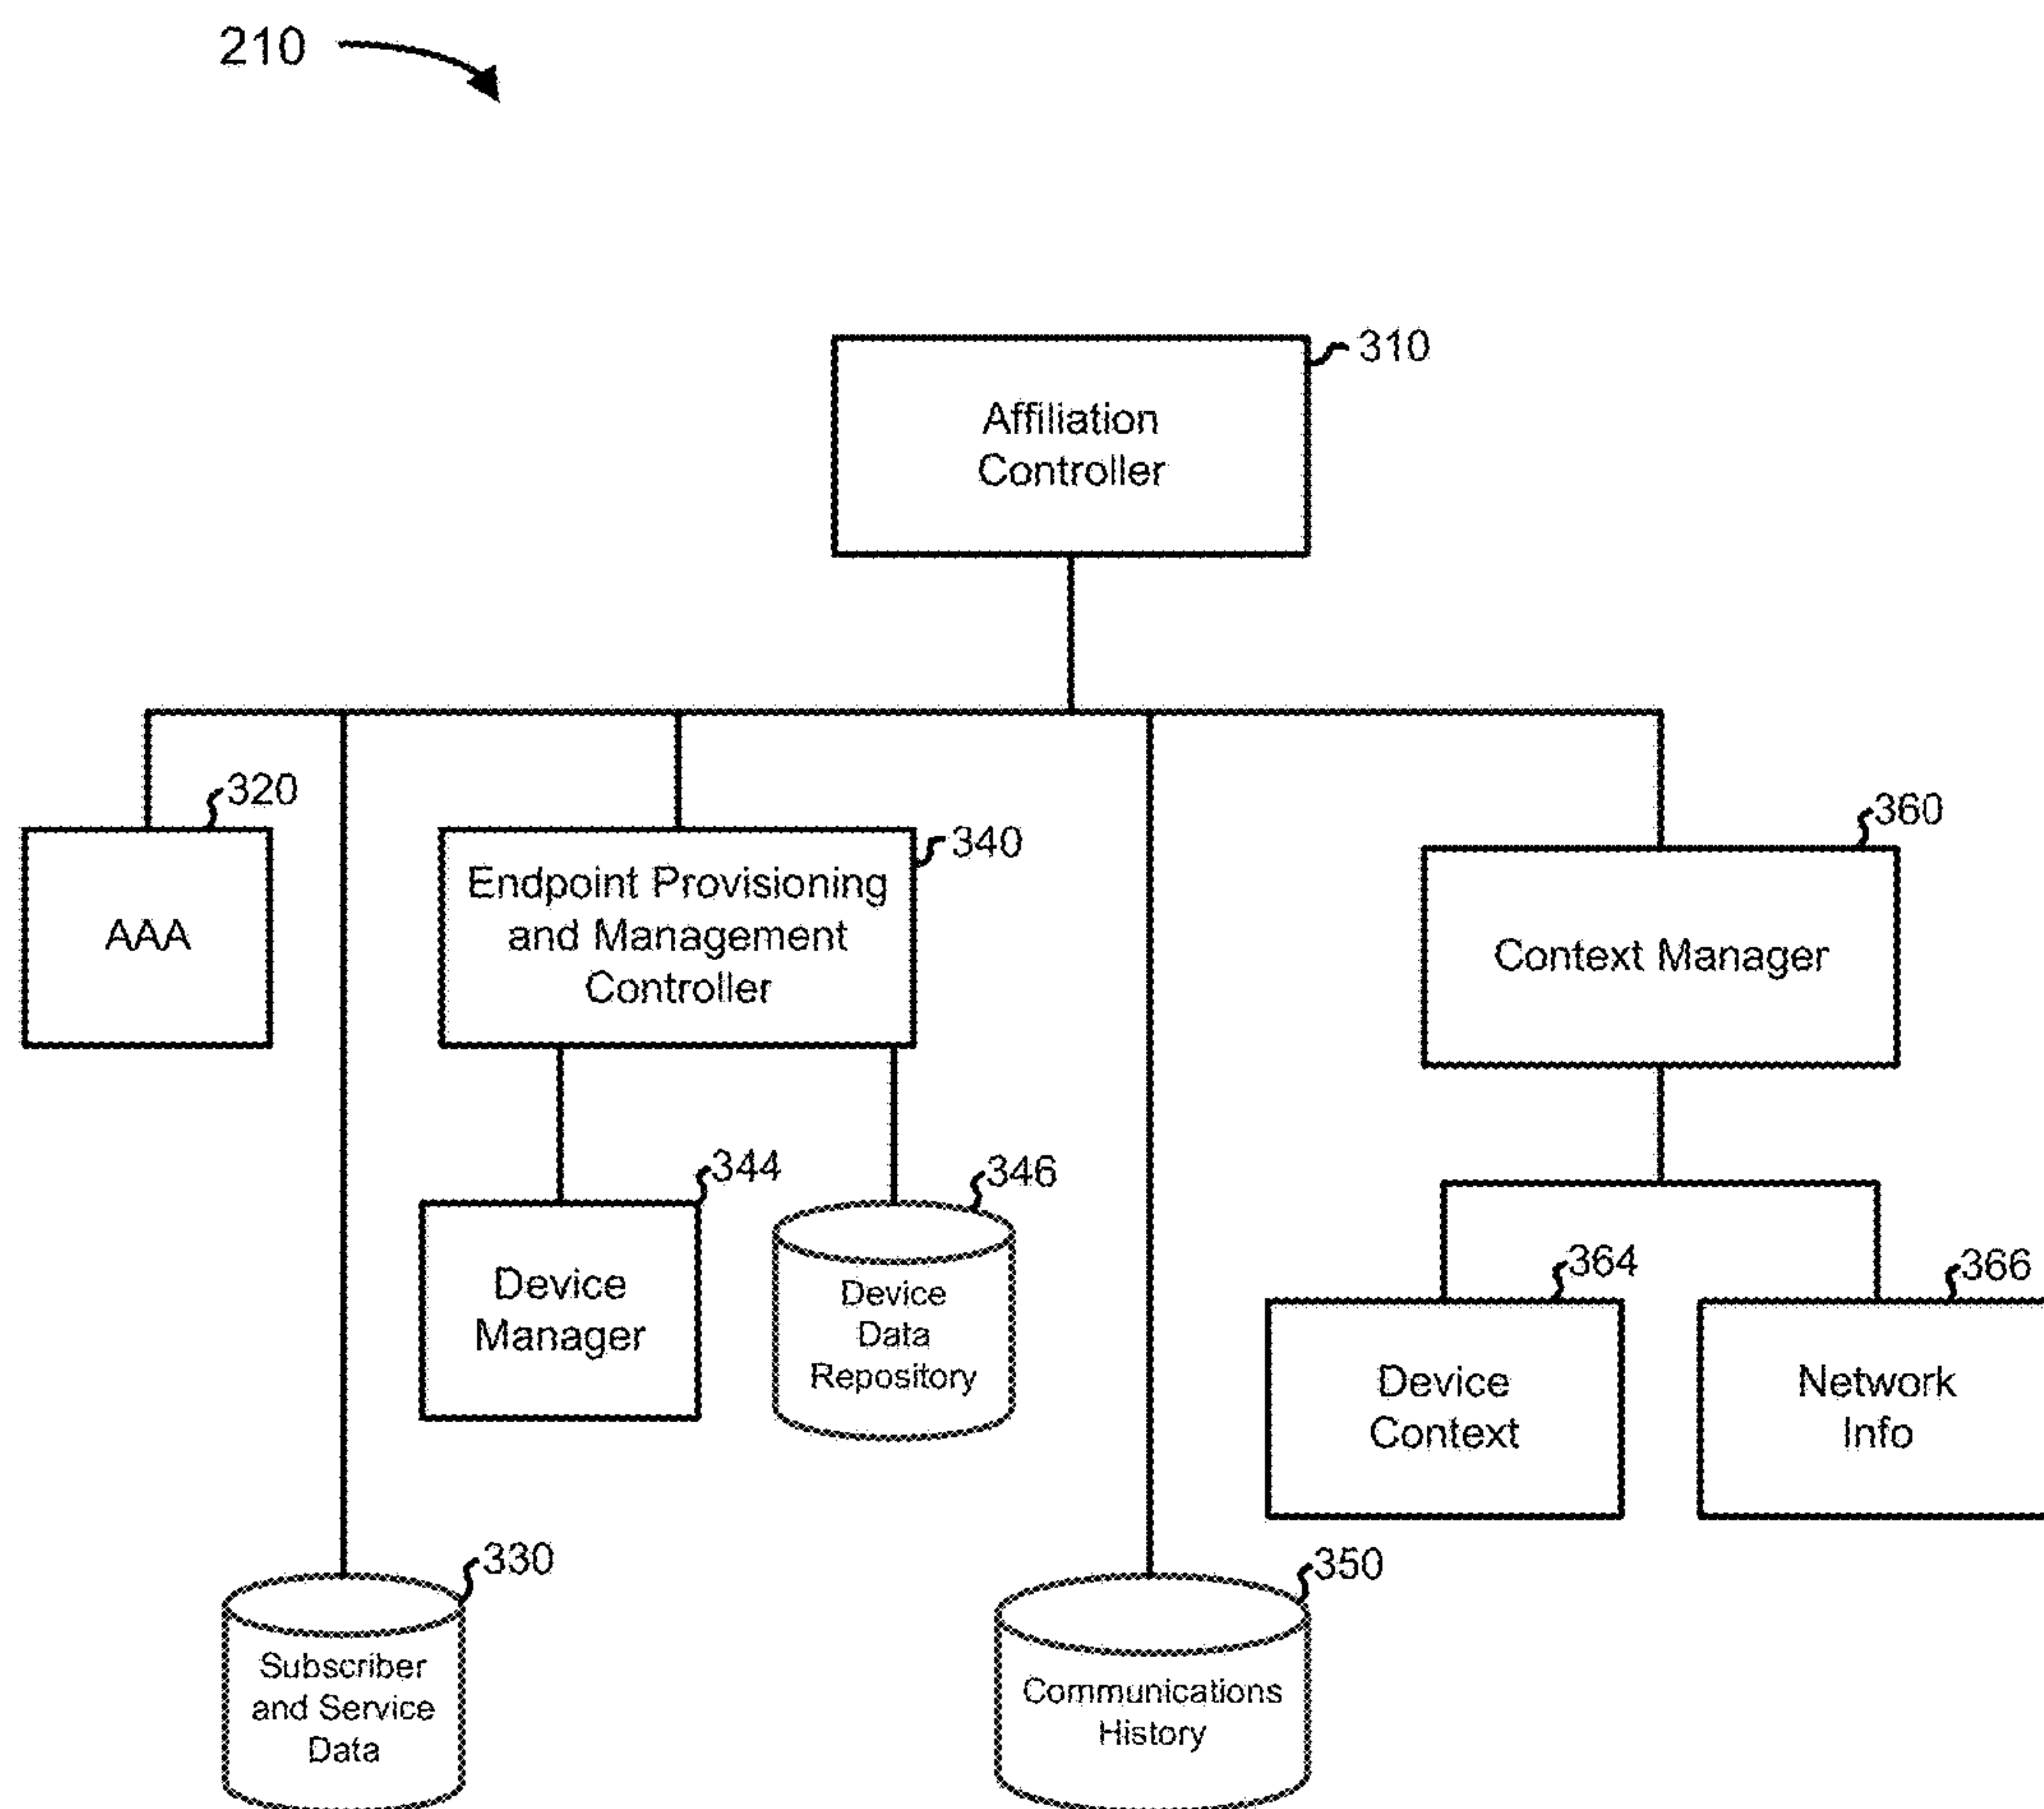 210
310
Affiliation
Controller
320
340
360
AAA
Endpoint Provisioning
and Management
Controller
Context Manager
344
346
364
366
Device
Manager
Device
Data
Repository
Device
Context
Network
Info
330
350
Subscriber
and Service
Data
Communications
History